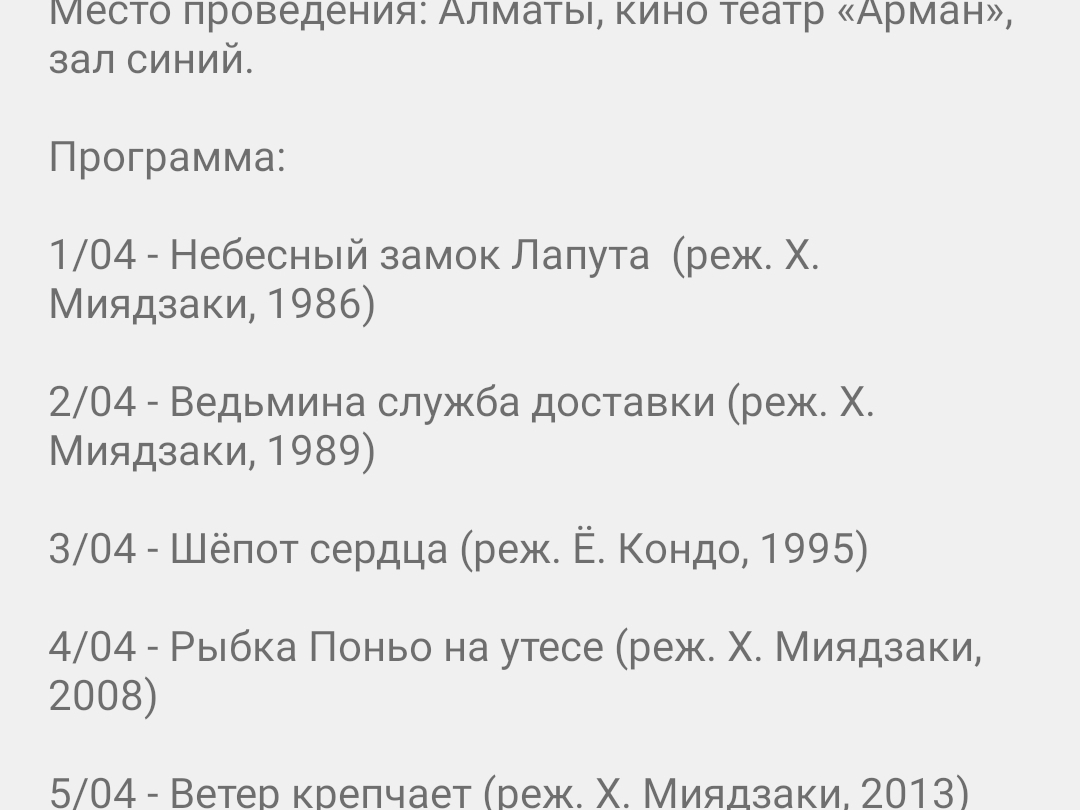 Место проведения: Алматы, кино театр «Арман»,
зал синий.
Программа:
1/04 - Небесный замок Лапута  (реж. Х.
Миядзаки, 1986)
2/04 - Ведьмина служба доставки (реж. Х.
Миядзаки, 1989)
3/04 - Шёпот сердца (реж. Ё. Кондо, 1995)
4/04 - Рыбка Поньо на утесе (реж. Х. Миядзаки,
2008)
5/04 - Ветер крепчает (реж. Х. Миядзаки, 2013)